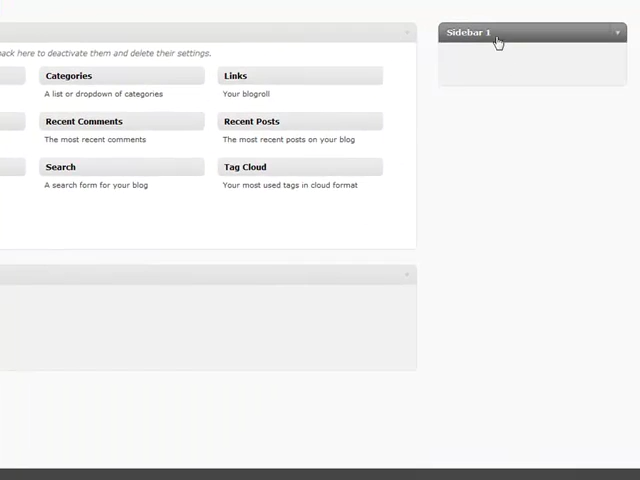 Sidebar 1
back here to deactivate them and delete their settings.
Categories
Links
A list or dropdown of categories
Your blogroll
Recent Comments
Recent Posts
The most recent comments
The most recent posts on your blog
Search
Tag Cloud
A search form for your blog
Your most used tags in cloud format